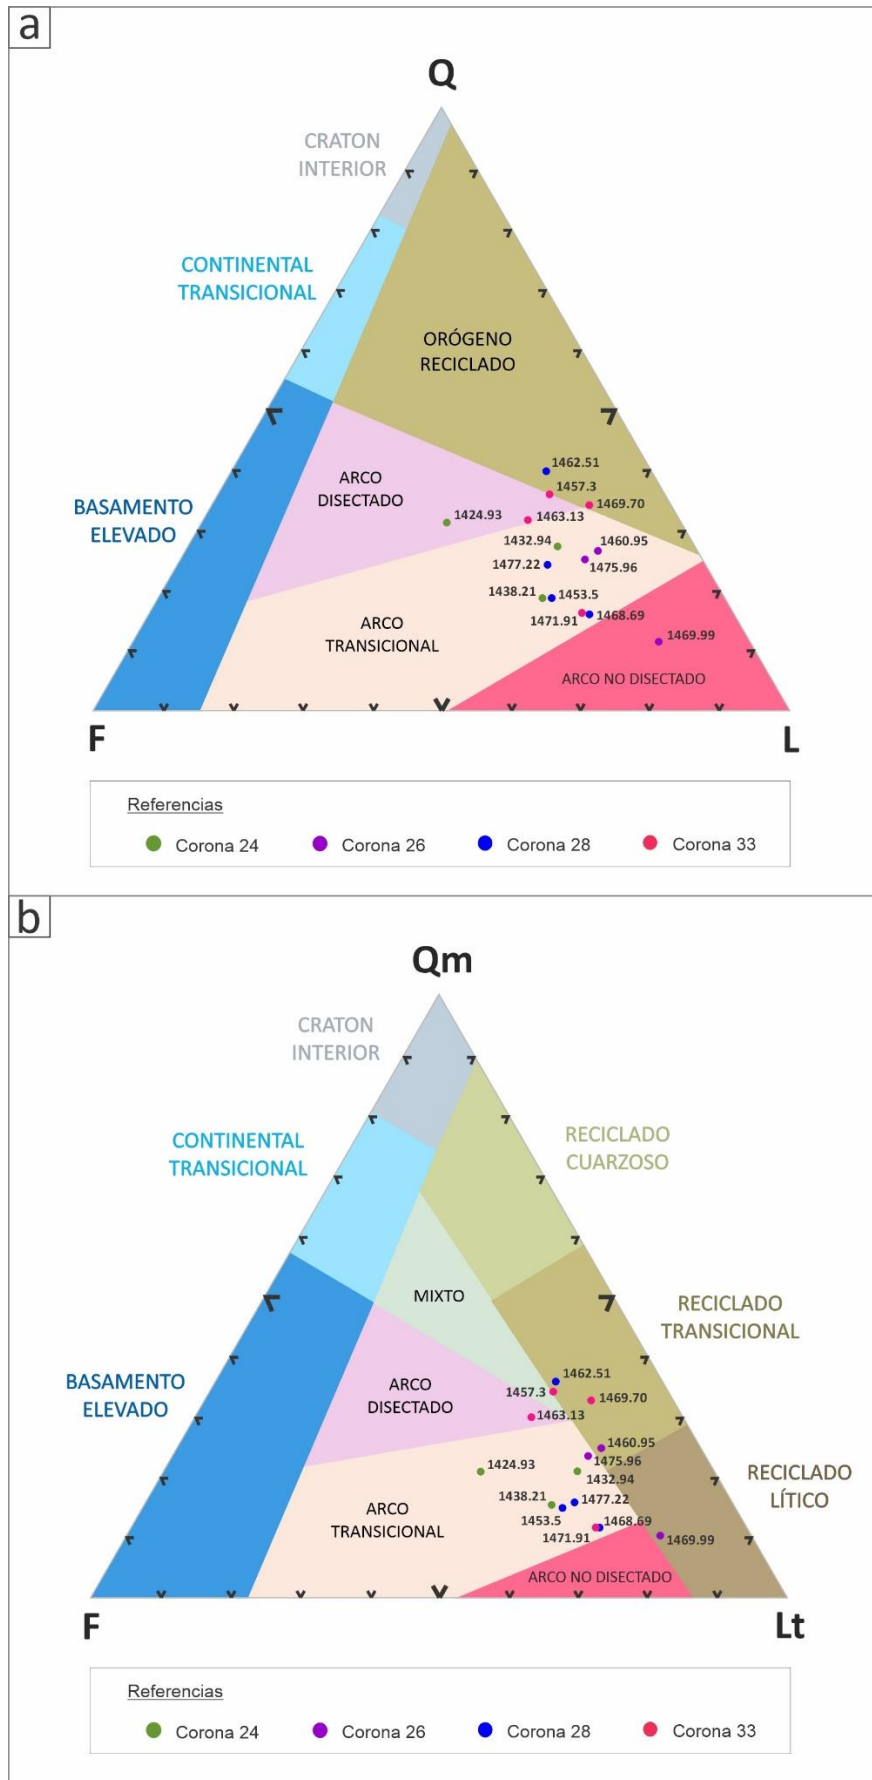 a
Q
CRATON
INTERIOR
CONTINENTAL
TRANSICIONAL
ORÓGENO
RECICLADO
1462.51
1457.3
ARCO
DISECTADO
1469.70
BASAMENTO
ELEVADO
1424.93
1463.13
1432.94
1460.95
1477.22
1475.96
1438.21
1453.5
ARCO
TRANSICIONAL
1471.91
1468.69
1469.99
ARCO NO DISECTADO
F
L
Referencias
Corona 24
Corona 26
Corona 28
Corona 33
b
Qm
CRATON
INTERIOR
CONTINENTAL
TRANSICIONAL
RECICLADO
CUARZOSO
MIXTO
RECICLADO
TRANSICIONAL
1462.51
BASAMENTO
ELEVADO
ARCO
DISECTADO
1457.3
1469.70
1463.13
1460.95
1424.93
1475.96
1432.94
RECICLADO
LÍTICO
1438.21
1477.22
ARCO
TRANSICIONAL
1453.5
1468.69
1471.91
1469.99
ARCO NO DISECTADO
F
Lt
Referencias
Corona 24
Corona 26
Corona 28
Corona 33